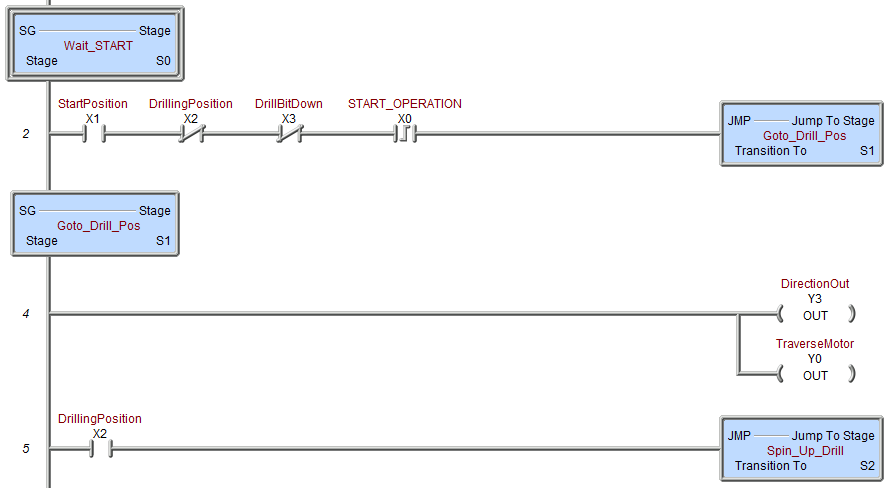 SG Stage
Wait_START
Stage S0
StartPosition DrillingPosition DrillBitDown START_OPERATION
X1 X2 X3 X0
2
JMP Jump To Stage
Goto_Drill_Pos
Transition To S1
SG Stage
Goto_Drill_Pos
Stage S1
DirectionOut
Y3
4
OUT
TraverseMotor
Y0
OUT
DrillingPosition
X2
5
JMP Jump To Stage
Spin_Up_Drill
Transition To S2